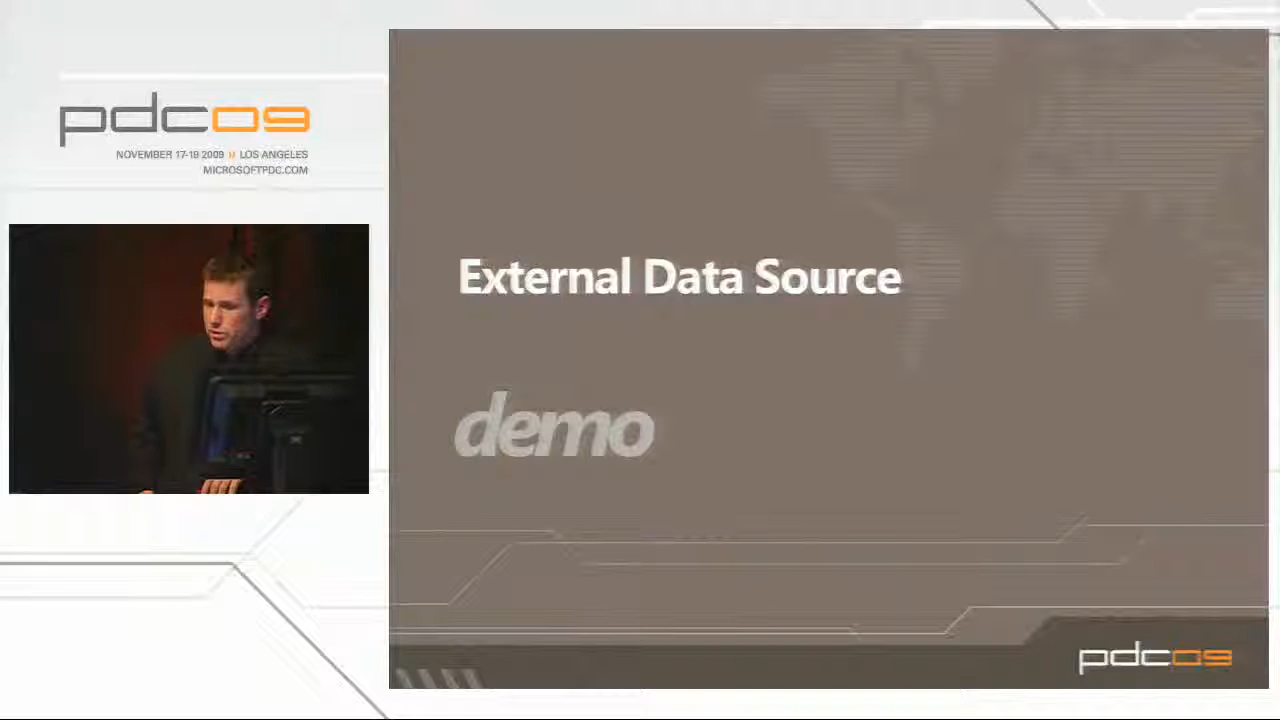 pdc09
NOVEMBER 17-19 2009 // LOS ANGELES
MICROSOFTPDC.COM
External Data Source
demo
pdc09